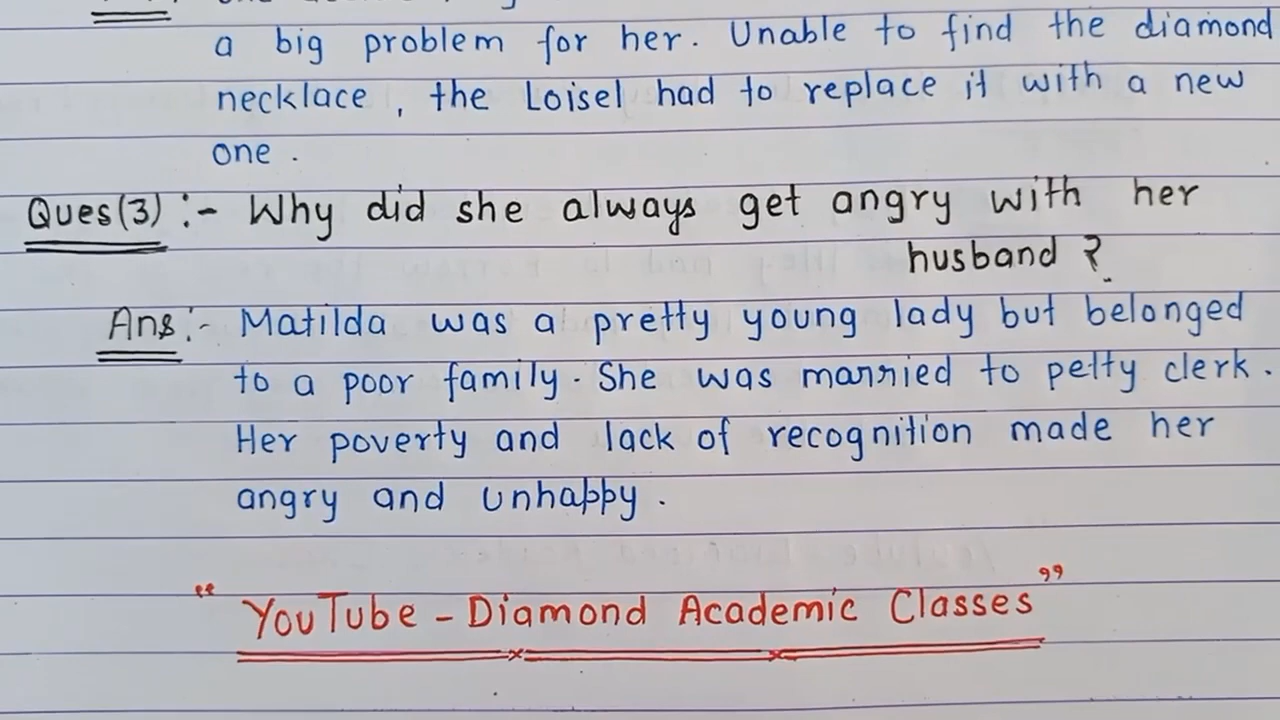 a big problem for her. Unable to find the diamond
necklace, the Loisel had to replace it with a new
one.
Ques(3) :- Why did she always get angry with her
husband ?
Ans :- Matilda was a pretty young lady but belonged
to a poor family. She was married to petty clerk.
Her poverty and lack of recognition made her
angry and unhappy.
"YouTube - Diamond Academic Classes"